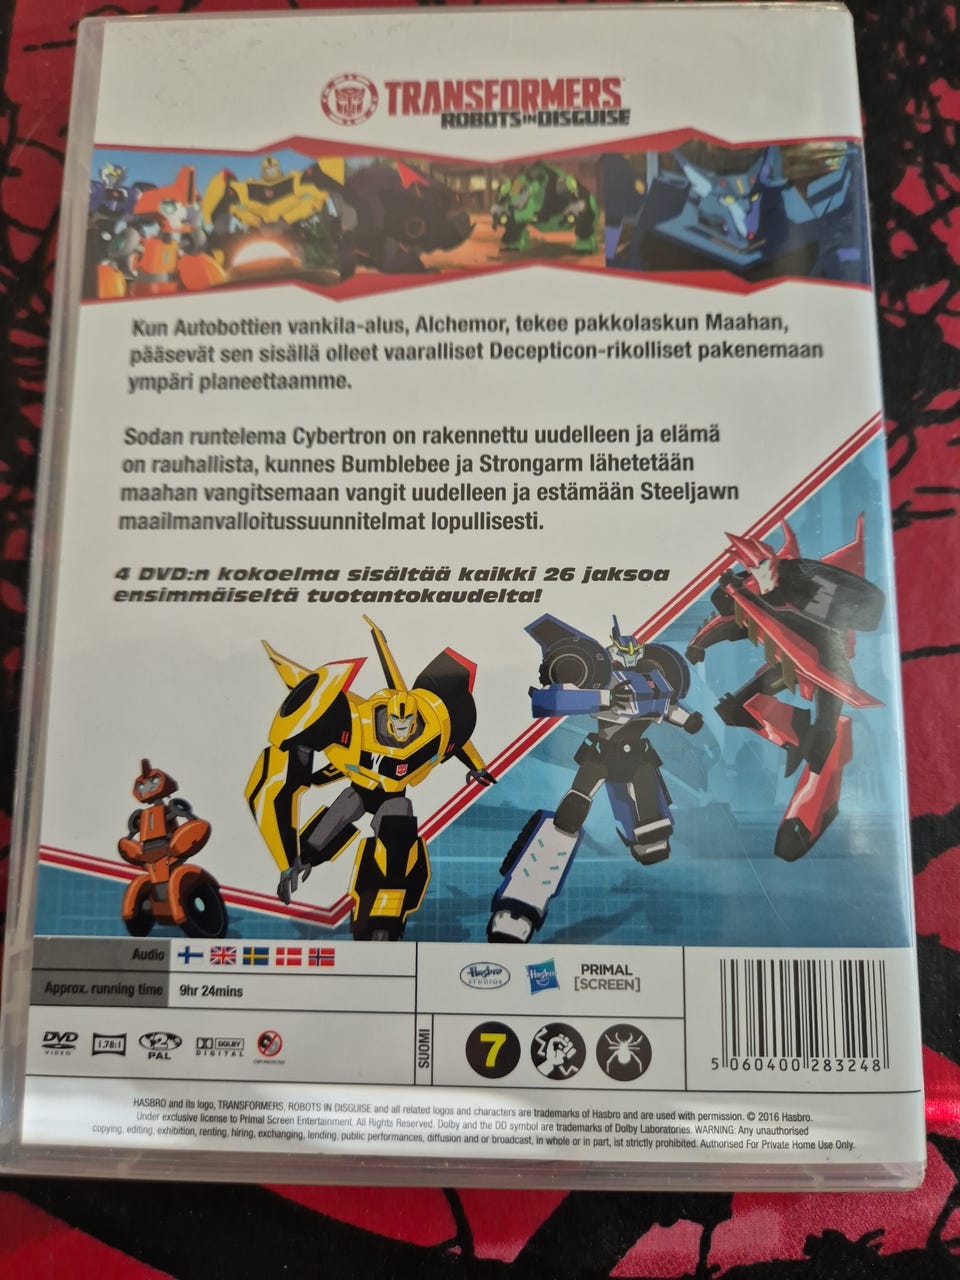 TRANSFORMERS
ROBOTS IN DISGUISE
Kun Autobottien vankila-alus, Alchemor, tekee pakkolaskun Maahan,
pääsevät sen sisällä olleet vaaralliset Decepticon-rikolliset pakenemaan
ympäri planeettaamme.
Sodan runtelema Cybertron on rakennettu uudelleen ja elämä
on rauhallista, kunnes Bumblebee ja Strongarm lähetetään
maahan vangitsemaan vangit uudelleen ja estämään Steeljawn
maailmanvalloitussuunnitelmat lopullisesti.
4 DVD:n kokoelma sisältää kaikki 26 jaksoa
ensimmäiseltä tuotantokaudelta!
Audio
Approx. running time 9hr 24mins
Hasbro
STUDIOS
Hasbro
PRIMAL
[SCREEN]
DVD
VIDEO
1.78:1
2
PAL
DOLBY
DIGITAL
SUOMI
7
5 060400 283248
HASBRO and its logo, TRANSFORMERS, ROBOTS IN DISGUISE and all related logos and characters are trademarks of Hasbro and are used with permission. © 2016 Hasbro.
Under exclusive license to Primal Screen Entertainment. All Rights Reserved. Dolby and the DD symbol are trademarks of Dolby Laboratories. WARNING: Any unauthorised
copying, editing, exhibition, renting, hiring, exchanging, lending, public performances, diffusion and or broadcast, in whole or in part, ist strictly prohibited. Authorised For Private Home Use Only.